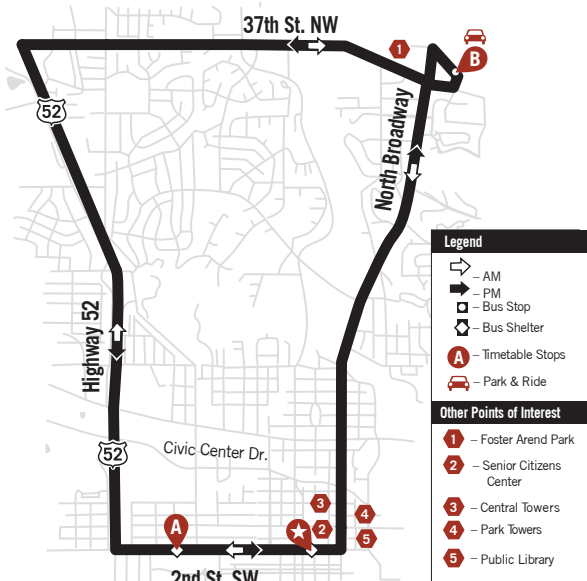 37th St. NW
1
B
52
North Broadway
Legend
– AM
– PM
– Bus Stop
– Bus Shelter
A – Timetable Stops
– Park & Ride
Highway 52
Other Points of Interest
1 – Foster Arend Park
2 – Senior Citizens
Center
3 – Central Towers
4 – Park Towers
5 – Public Library
52
Civic Center Dr.
3
4
A
2
5
2nd St. SW